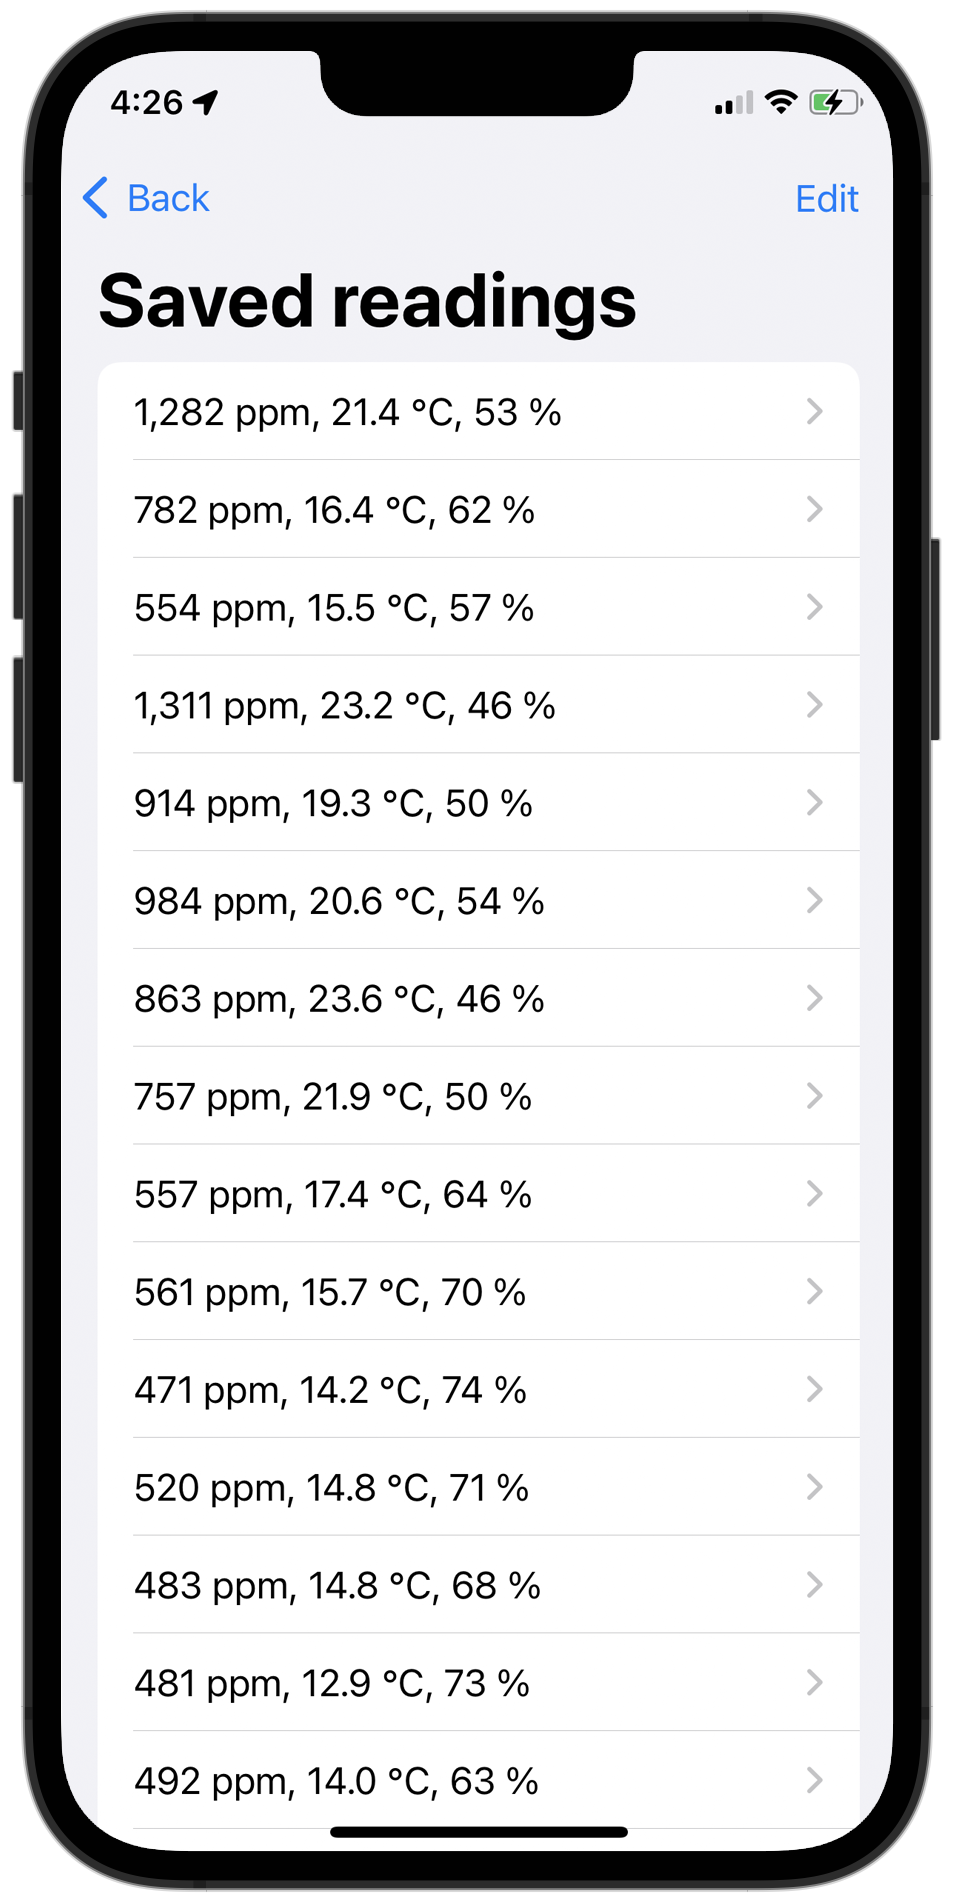 4:26
Back
Edit
Saved readings
1,282 ppm, 21.4 °C, 53 %
782 ppm, 16.4 °C, 62 %
554 ppm, 15.5 °C, 57 %
1,311 ppm, 23.2 °C, 46 %
914 ppm, 19.3 °C, 50 %
984 ppm, 20.6 °C, 54 %
863 ppm, 23.6 °C, 46 %
757 ppm, 21.9 °C, 50 %
557 ppm, 17.4 °C, 64 %
561 ppm, 15.7 °C, 70 %
471 ppm, 14.2 °C, 74 %
520 ppm, 14.8 °C, 71 %
483 ppm, 14.8 °C, 68 %
481 ppm, 12.9 °C, 73 %
492 ppm, 14.0 °C, 63 %